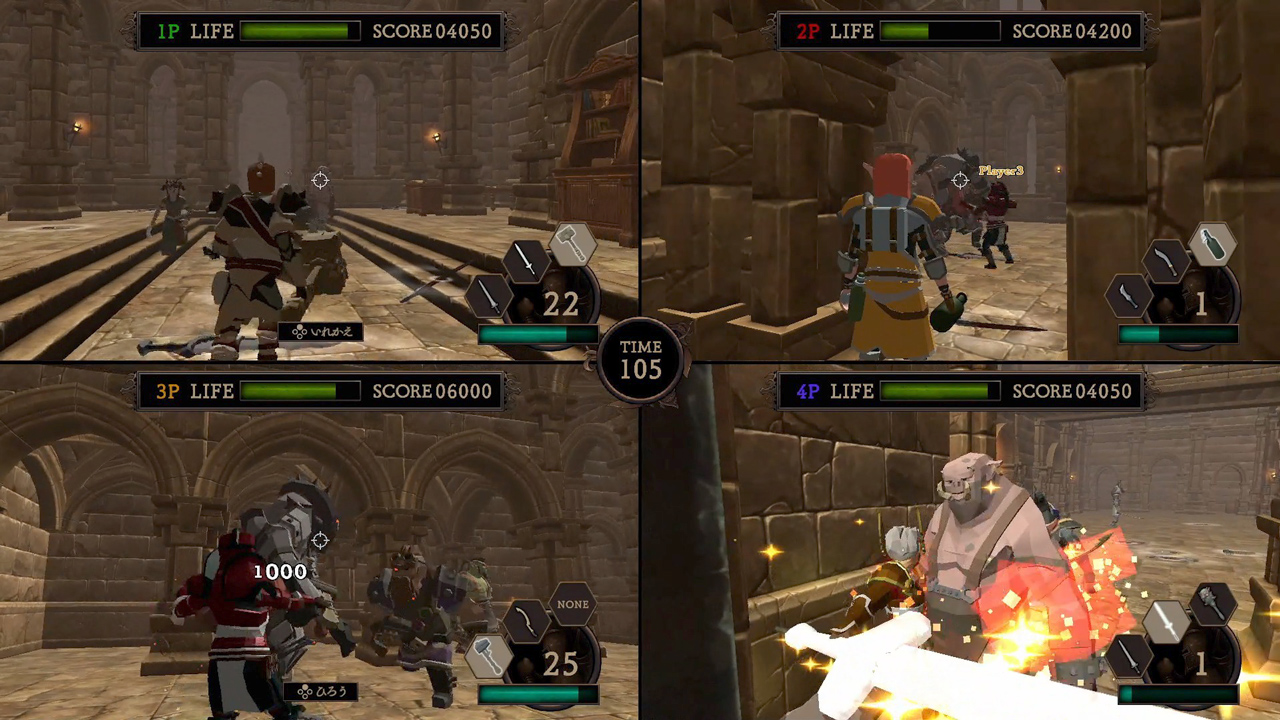 1P LIFE SCORE 04050
2P LIFE SCORE 04200
Player3
22
いれかえ
1
TIME
105
3P LIFE SCORE 06000
4P LIFE SCORE 04050
1000
NONE
25
ひろう
1